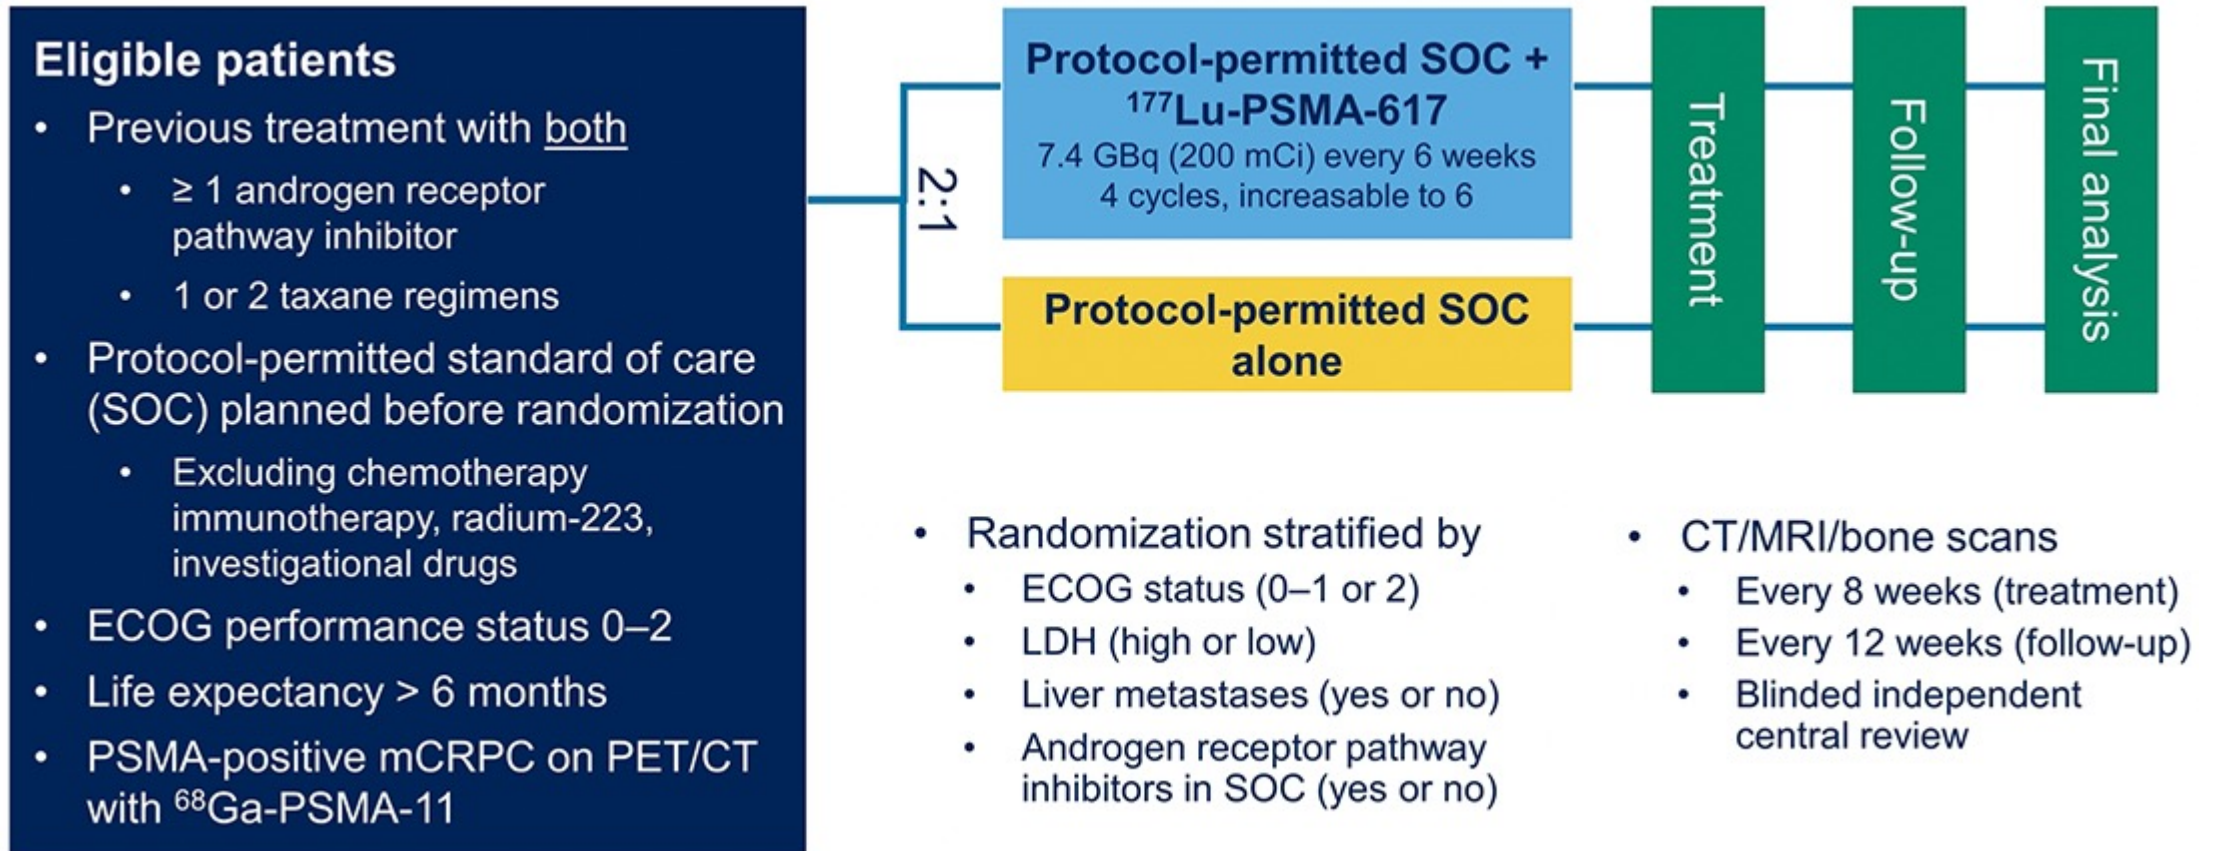 Eligible patients
• Previous treatment with both
• ≥ 1 androgen receptor
pathway inhibitor
• 1 or 2 taxane regimens
• Protocol-permitted standard of care
(SOC) planned before randomization
• Excluding chemotherapy
immunotherapy, radium-223,
investigational drugs
• ECOG performance status 0–2
• Life expectancy > 6 months
• PSMA-positive mCRPC on PET/CT
with ⁶⁸Ga-PSMA-11
2:1
Protocol-permitted SOC +
¹⁷⁷Lu-PSMA-617
7.4 GBq (200 mCi) every 6 weeks
4 cycles, increasable to 6
Protocol-permitted SOC
alone
Treatment
Follow-up
Final analysis
• Randomization stratified by
• ECOG status (0–1 or 2)
• LDH (high or low)
• Liver metastases (yes or no)
• Androgen receptor pathway
inhibitors in SOC (yes or no)
• CT/MRI/bone scans
• Every 8 weeks (treatment)
• Every 12 weeks (follow-up)
• Blinded independent
central review